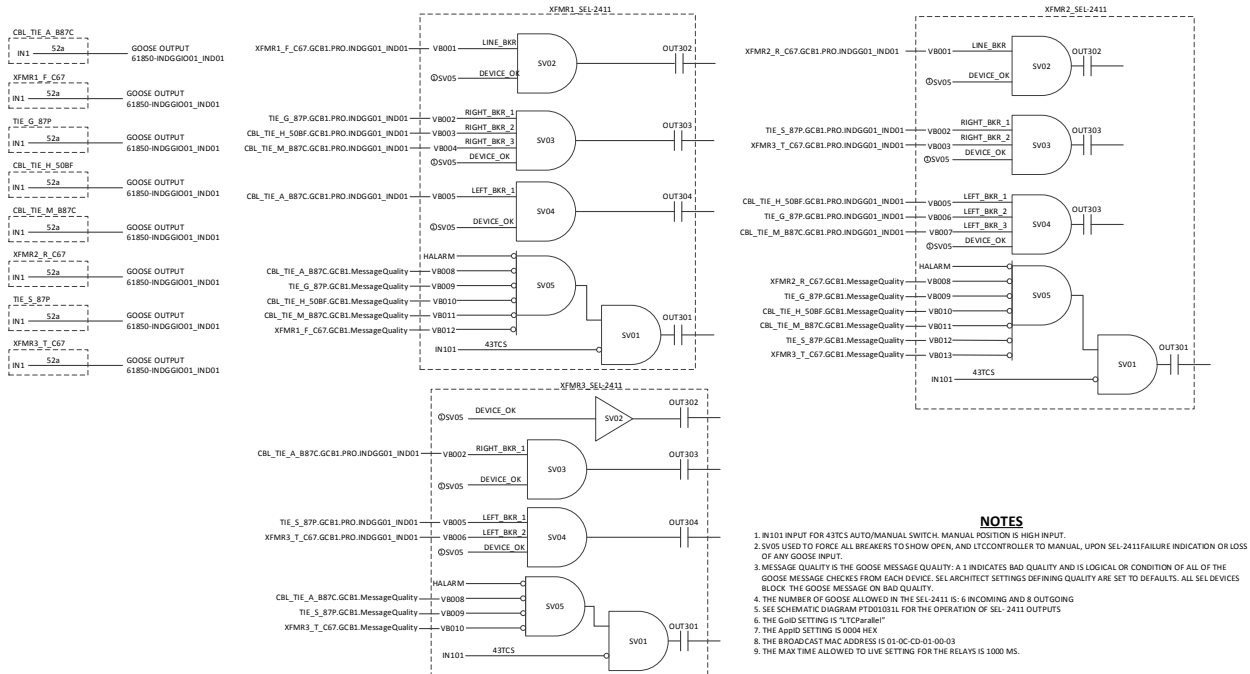 CBL_TIE_A_B87C
IN1 52a
GOOSE OUTPUT
61850-INDGGIO01_IND01
XFMR1_F_C67
IN1 52a
GOOSE OUTPUT
61850-INDGGIO01_IND01
TIE_G_87P
IN1 52a
GOOSE OUTPUT
61850-INDGGIO01_IND01
CBL_TIE_H_50BF
IN1 52a
GOOSE OUTPUT
61850-INDGGIO01_IND01
CBL_TIE_M_B87C
IN1 52a
GOOSE OUTPUT
61850-INDGGIO01_IND01
XFMR2_R_C67
IN1 52a
GOOSE OUTPUT
61850-INDGGIO01_IND01
TIE_S_87P
IN1 52a
GOOSE OUTPUT
61850-INDGGIO01_IND01
XFMR3_T_C67
IN1 52a
GOOSE OUTPUT
61850-INDGGIO01_IND01
XFMR1_SEL-2411
XFMR1_F_C67.GCB1.PRO.INDGG01_IND01 VB001 LINE_BKR
①SV05 DEVICE_OK
SV02
OUT302
TIE_G_87P.GCB1.PRO.INDGG01_IND01 VB002 RIGHT_BKR_1
CBL_TIE_H_50BF.GCB1.PRO.INDGG01_IND01 VB003 RIGHT_BKR_2
CBL_TIE_M_B87C.GCB1.PRO.INDGG01_IND01 VB004 RIGHT_BKR_3
①SV05 DEVICE_OK
SV03
OUT303
CBL_TIE_A_B87C.GCB1.PRO.INDGG01_IND01 VB005 LEFT_BKR_1
①SV05 DEVICE_OK
SV04
OUT304
HALARM
CBL_TIE_A_B87C.GCB1.MessageQuality VB008
TIE_G_87P.GCB1.MessageQuality VB009
CBL_TIE_H_50BF.GCB1.MessageQuality VB010
CBL_TIE_M_B87C.GCB1.MessageQuality VB011
XFMR1_F_C67.GCB1.MessageQuality VB012
SV05
IN101 43TCS
SV01
OUT301
XFMR2_SEL-2411
XFMR2_R_C67.GCB1.PRO.INDGG01_IND01 VB001 LINE_BKR
①SV05 DEVICE_OK
SV02
OUT302
TIE_S_87P.GCB1.PRO.INDGG01_IND01 VB002 RIGHT_BKR_1
XFMR3_T_C67.GCB1.PRO.INDGG01_IND01 VB003 RIGHT_BKR_2
①SV05 DEVICE_OK
SV03
OUT303
CBL_TIE_H_50BF.GCB1.PRO.INDGG01_IND01 VB005 LEFT_BKR_1
TIE_G_87P.GCB1.PRO.INDGG01_IND01 VB006 LEFT_BKR_2
CBL_TIE_M_B87C.GCB1.PRO.INDGG01_IND01 VB007 LEFT_BKR_3
①SV05 DEVICE_OK
SV04
OUT303
HALARM
XFMR2_R_C67.GCB1.MessageQuality VB008
TIE_G_87P.GCB1.MessageQuality VB009
CBL_TIE_H_50BF.GCB1.MessageQuality VB010
CBL_TIE_M_B87C.GCB1.MessageQuality VB011
TIE_S_87P.GCB1.MessageQuality VB012
XFMR3_T_C67.GCB1.MessageQuality VB013
SV05
IN101 43TCS
SV01
OUT301
XFMR3_SEL-2411
①SV05 DEVICE_OK
SV02
OUT302
CBL_TIE_A_B87C.GCB1.PRO.INDGG01_IND01 VB002 RIGHT_BKR_1
①SV05 DEVICE_OK
SV03
OUT303
TIE_S_87P.GCB1.PRO.INDGG01_IND01 VB005 LEFT_BKR_1
XFMR3_T_C67.GCB1.PRO.INDGG01_IND01 VB006 LEFT_BKR_2
①SV05 DEVICE_OK
SV04
OUT304
HALARM
CBL_TIE_A_B87C.GCB1.MessageQuality VB008
TIE_S_87P.GCB1.MessageQuality VB009
XFMR3_T_C67.GCB1.MessageQuality VB010
SV05
IN101 43TCS
SV01
OUT301
NOTES
1. IN101 INPUT FOR 43TCS AUTO/MANUAL SWITCH. MANUAL POSITION IS HIGH INPUT.
2. SV05 USED TO FORCE ALL BREAKERS TO SHOW OPEN, AND LTCCONTROLLER TO MANUAL, UPON SEL-2411FAILURE INDICATION OR LOSS
OF ANY GOOSE INPUT.
3. MESSAGE QUALITY IS THE GOOSE MESSAGE QUALITY: A 1 INDICATES BAD QUALITY AND IS LOGICAL OR CONDITION OF ALL OF THE
GOOSE MESSAGE CHECKES FROM EACH DEVICE. SEL ARCHITECT SETTINGS DEFINING QUALITY ARE SET TO DEFAULTS. ALL SEL DEVICES
BLOCK THE GOOSE MESSAGE ON BAD QUALITY.
4. THE NUMBER OF GOOSE ALLOWED IN THE SEL-2411 IS: 6 INCOMING AND 8 OUTGOING
5. SEE SCHEMATIC DIAGRAM PTD01031L FOR THE OPERATION OF SEL- 2411 OUTPUTS
6. THE GoID SETTING IS "LTCParallel"
7. THE AppID SETTING IS 0004 HEX
8. THE BROADCAST MAC ADDRESS IS 01-0C-CD-01-00-03
9. THE MAX TIME ALLOWED TO LIVE SETTING FOR THE RELAYS IS 1000 MS.